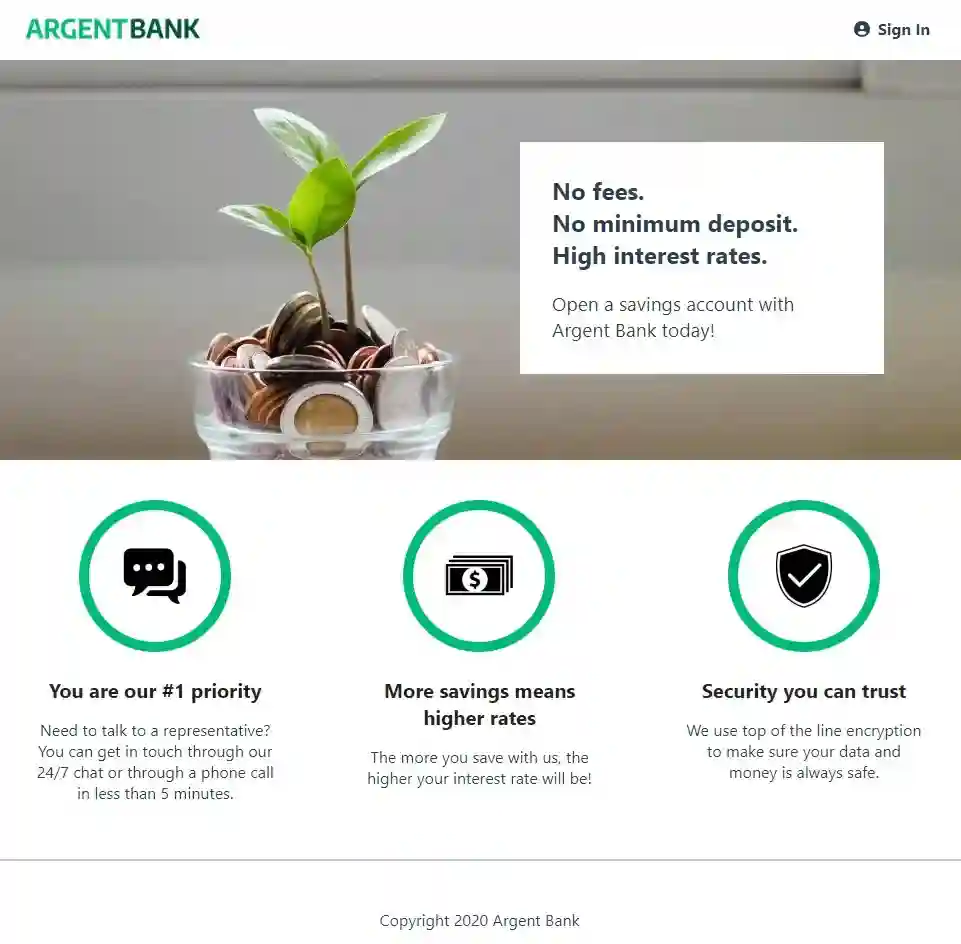 ARGENTBANK
Sign In
No fees.
No minimum deposit.
High interest rates.
Open a savings account with
Argent Bank today!
You are our #1 priority
Need to talk to a representative?
You can get in touch through our
24/7 chat or through a phone call
in less than 5 minutes.
$
More savings means
higher rates
The more you save with us, the
higher your interest rate will be!
Security you can trust
We use top of the line encryption
to make sure your data and
money is always safe.
Copyright 2020 Argent Bank